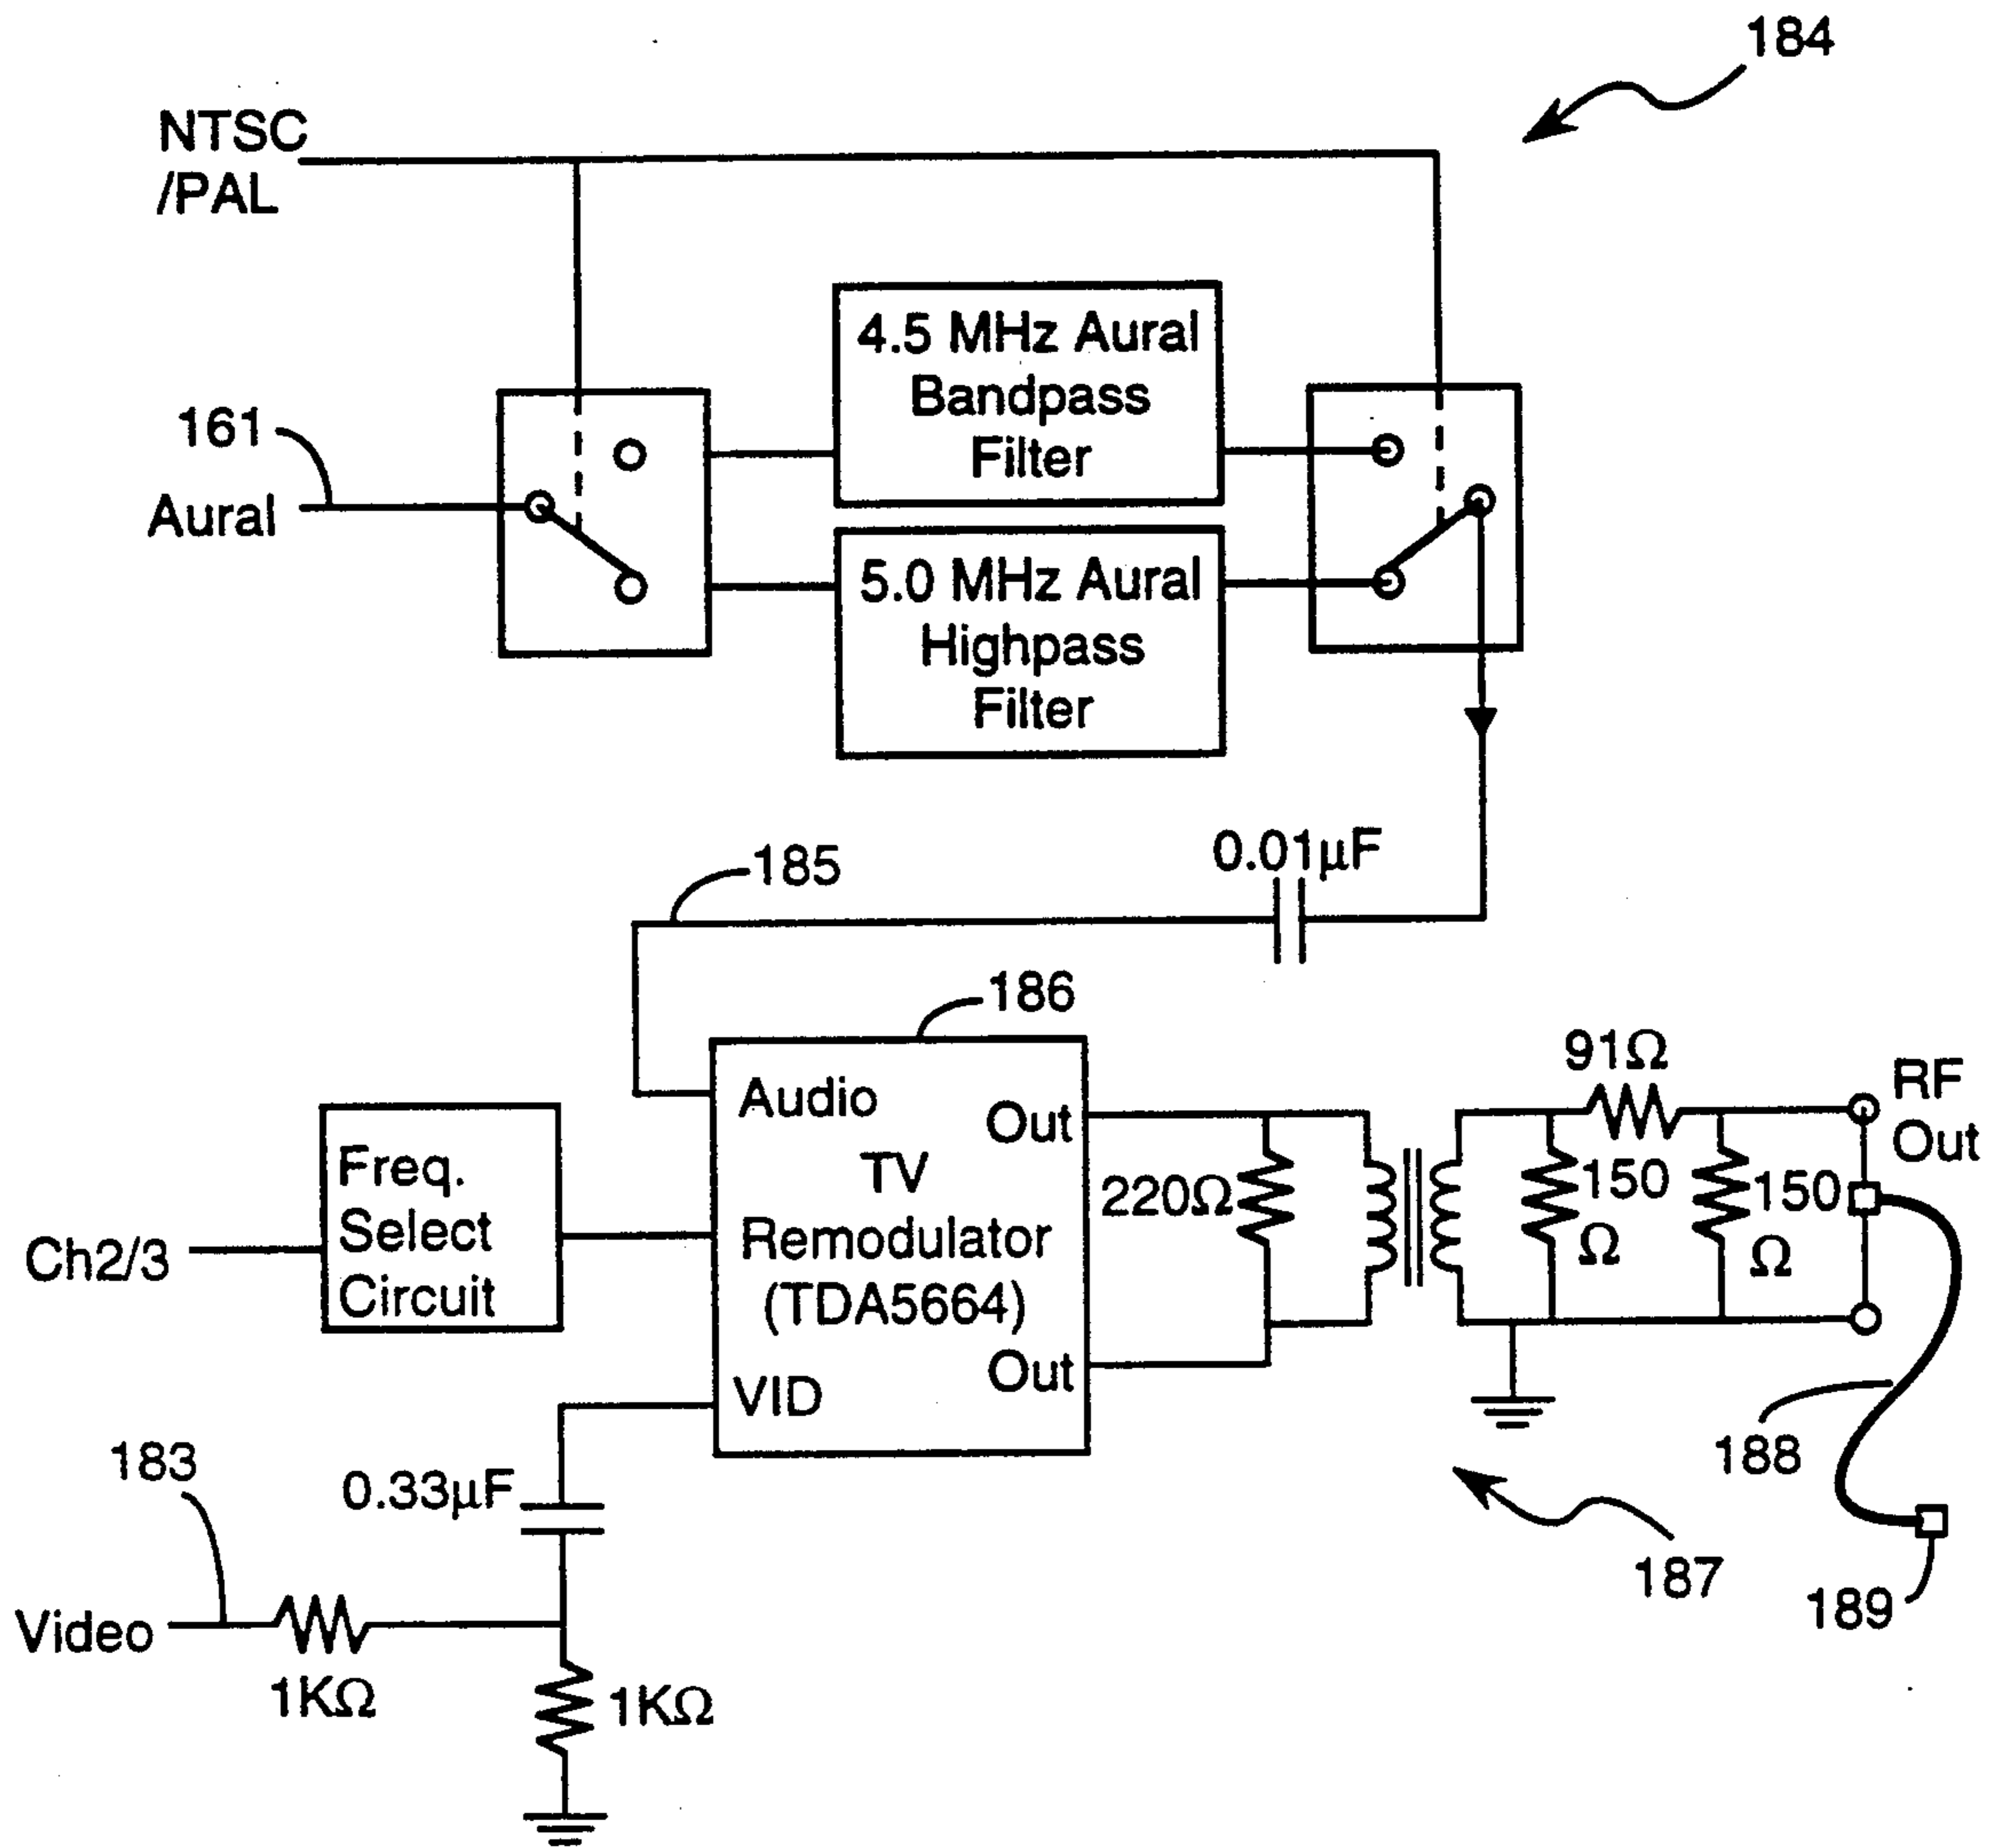 184
NTSC
/PAL
4.5 MHz Aural
Bandpass
Filter
161
Aural
5.0 MHz Aural
Highpass
Filter
0.01μF
185
186
Audio
Out
TV
Remodulator
(TDA5664)
Out
VID
Freq.
Select
Circuit
Ch2/3
220Ω
91Ω
RF
Out
150
Ω
150
Ω
188
187
189
183
0.33μF
Video
1KΩ
1KΩ